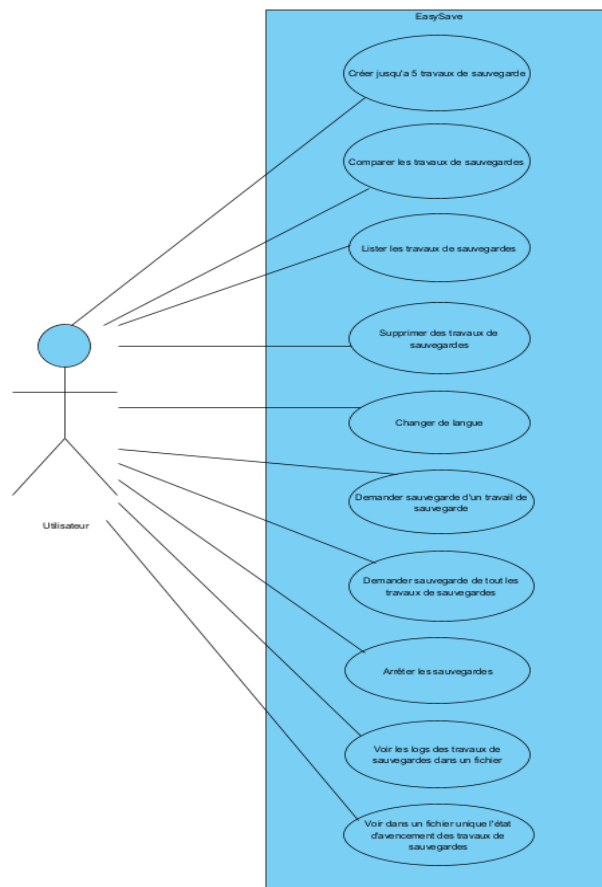 EasySave
Créer jusqu'a 5 travaux de sauvegarde
Comparer les travaux de sauvegardes
Lister les travaux de sauvegardes
Supprimer des travaux de
sauvegardes
Changer de langue
Demander sauvegarde d'un travail de
sauvegarde
Utilisateur
Demander sauvegarde de tout les
travaux de sauvegardes
Arrêter les sauvegardes
Voir les logs des travaux de
sauvegardes dans un fichier
Voir dans un fichier unique l'état
d'avencement des travaux de
sauvegardes